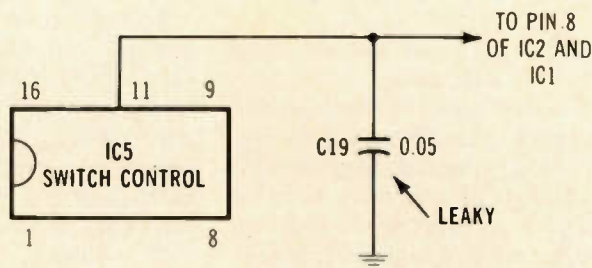 TO PIN 8
OF IC2 AND
IC1
16 11 9
IC5
SWITCH CONTROL
C19 0.05
LEAKY
1 8